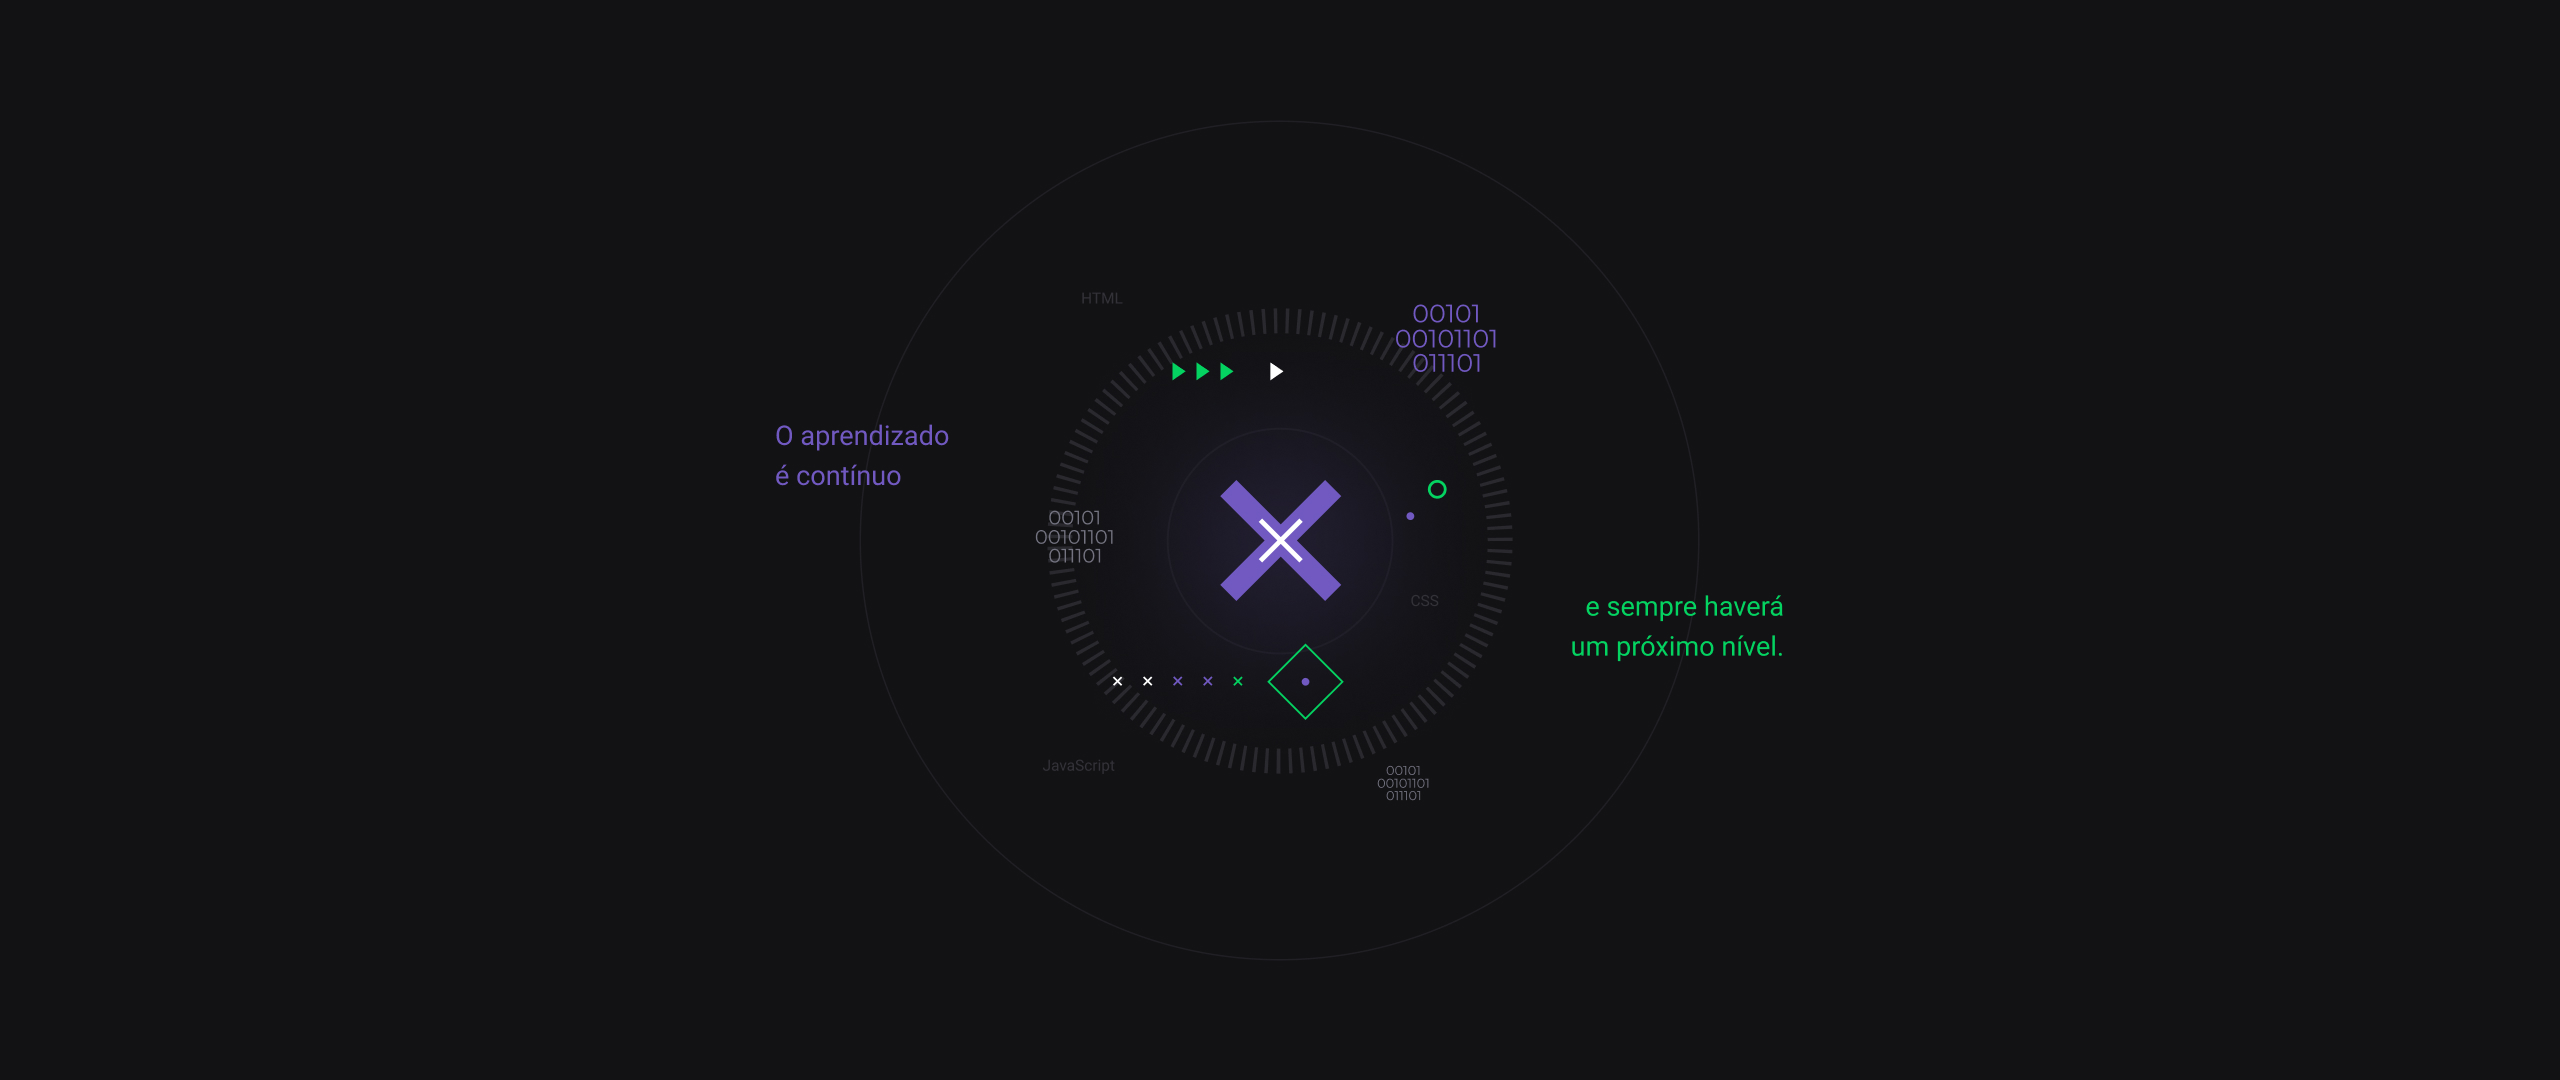 HTML
00101
00101101
011101
O aprendizado
é contínuo
00101
00101101
011101
CSS
e sempre haverá
um próximo nível.
JavaScript
00101
00101101
011101